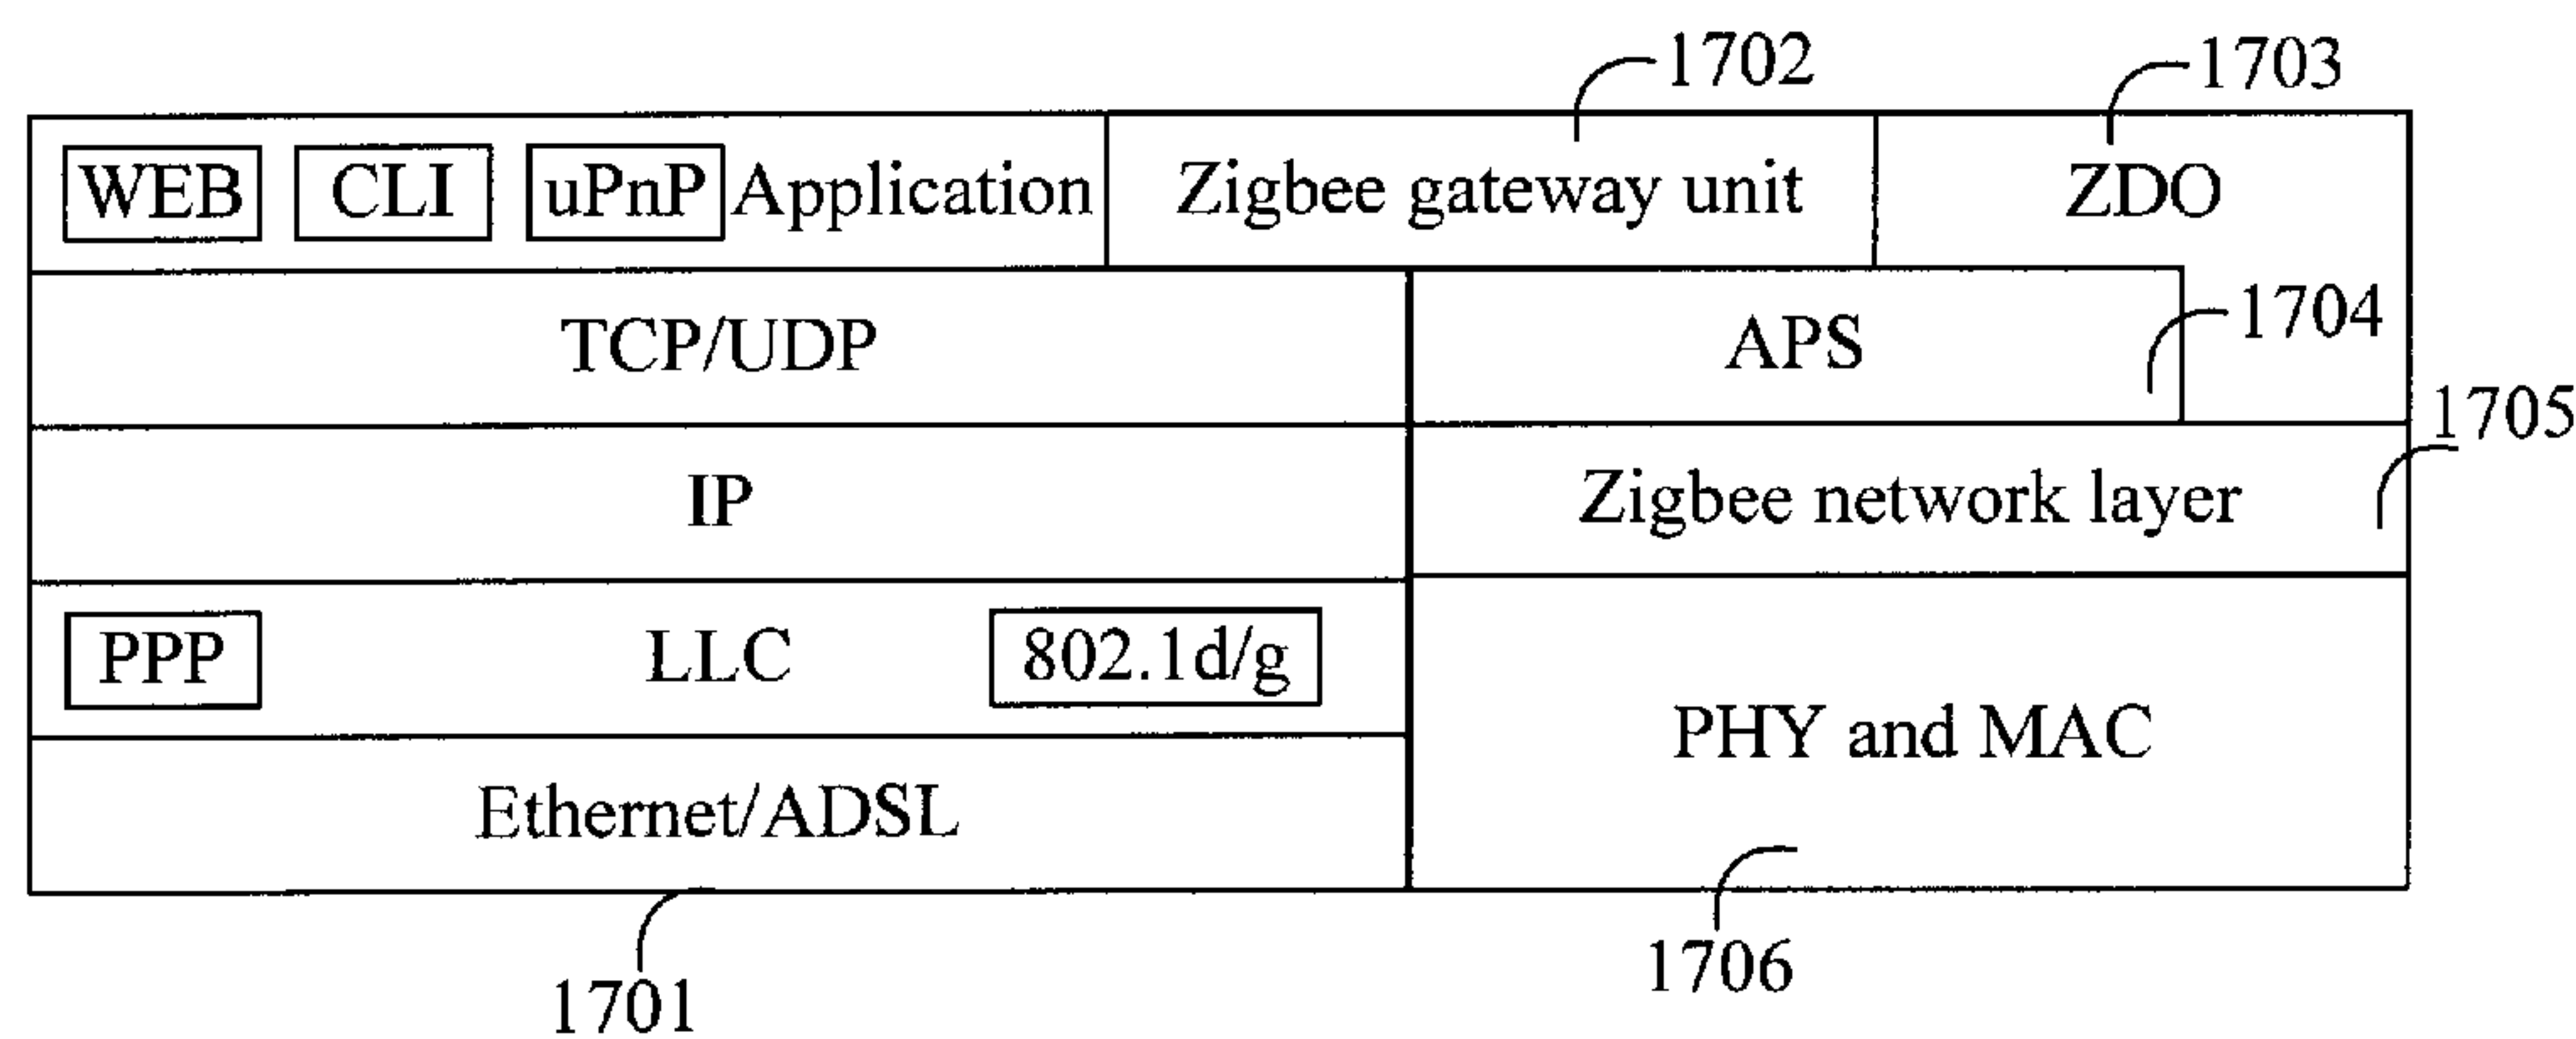 1702
1703
WEB CLI uPnP Application Zigbee gateway unit ZDO
TCP/UDP APS 1704
1705
IP Zigbee network layer
PPP LLC 802.1d/g
PHY and MAC
Ethernet/ADSL
1706
1701